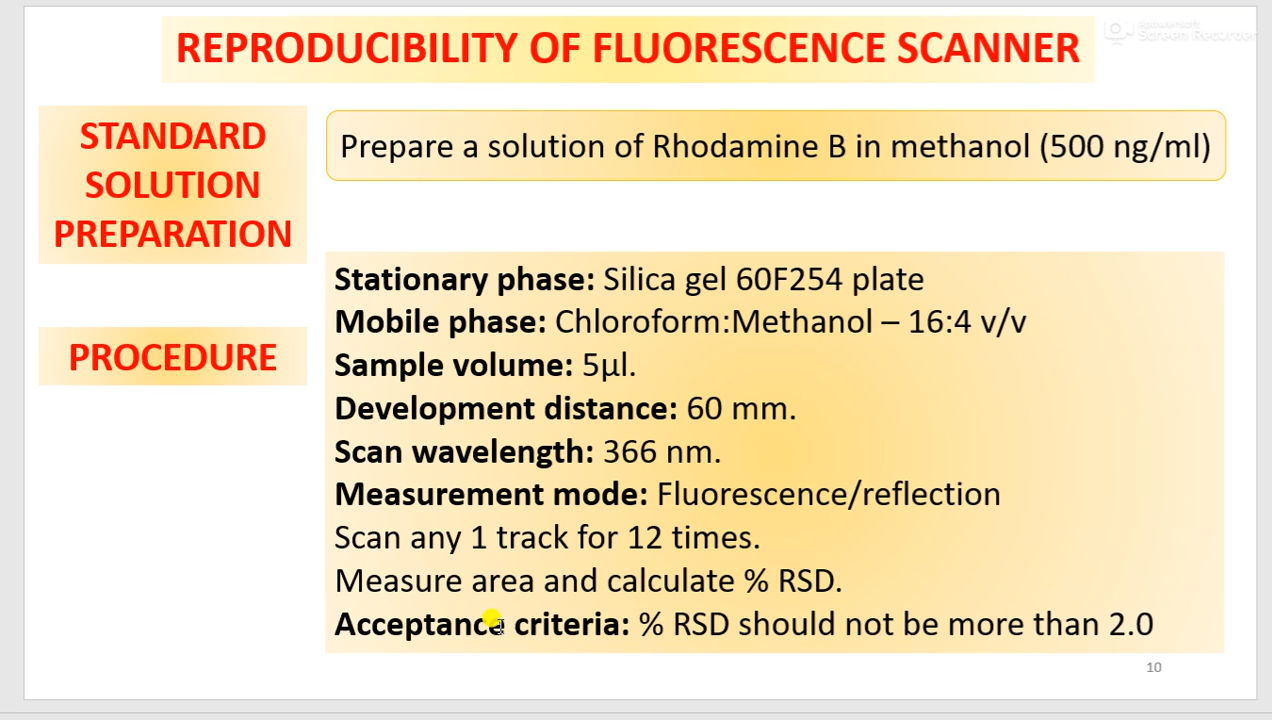 REPRODUCIBILITY OF FLUORESCENCE SCANNER
Apowersoft
Screen Recorder
STANDARD
SOLUTION
PREPARATION
Prepare a solution of Rhodamine B in methanol (500 ng/ml)
PROCEDURE
Stationary phase: Silica gel 60F254 plate
Mobile phase: Chloroform:Methanol – 16:4 v/v
Sample volume: 5µl.
Development distance: 60 mm.
Scan wavelength: 366 nm.
Measurement mode: Fluorescence/reflection
Scan any 1 track for 12 times.
Measure area and calculate % RSD.
Acceptance criteria: % RSD should not be more than 2.0
10